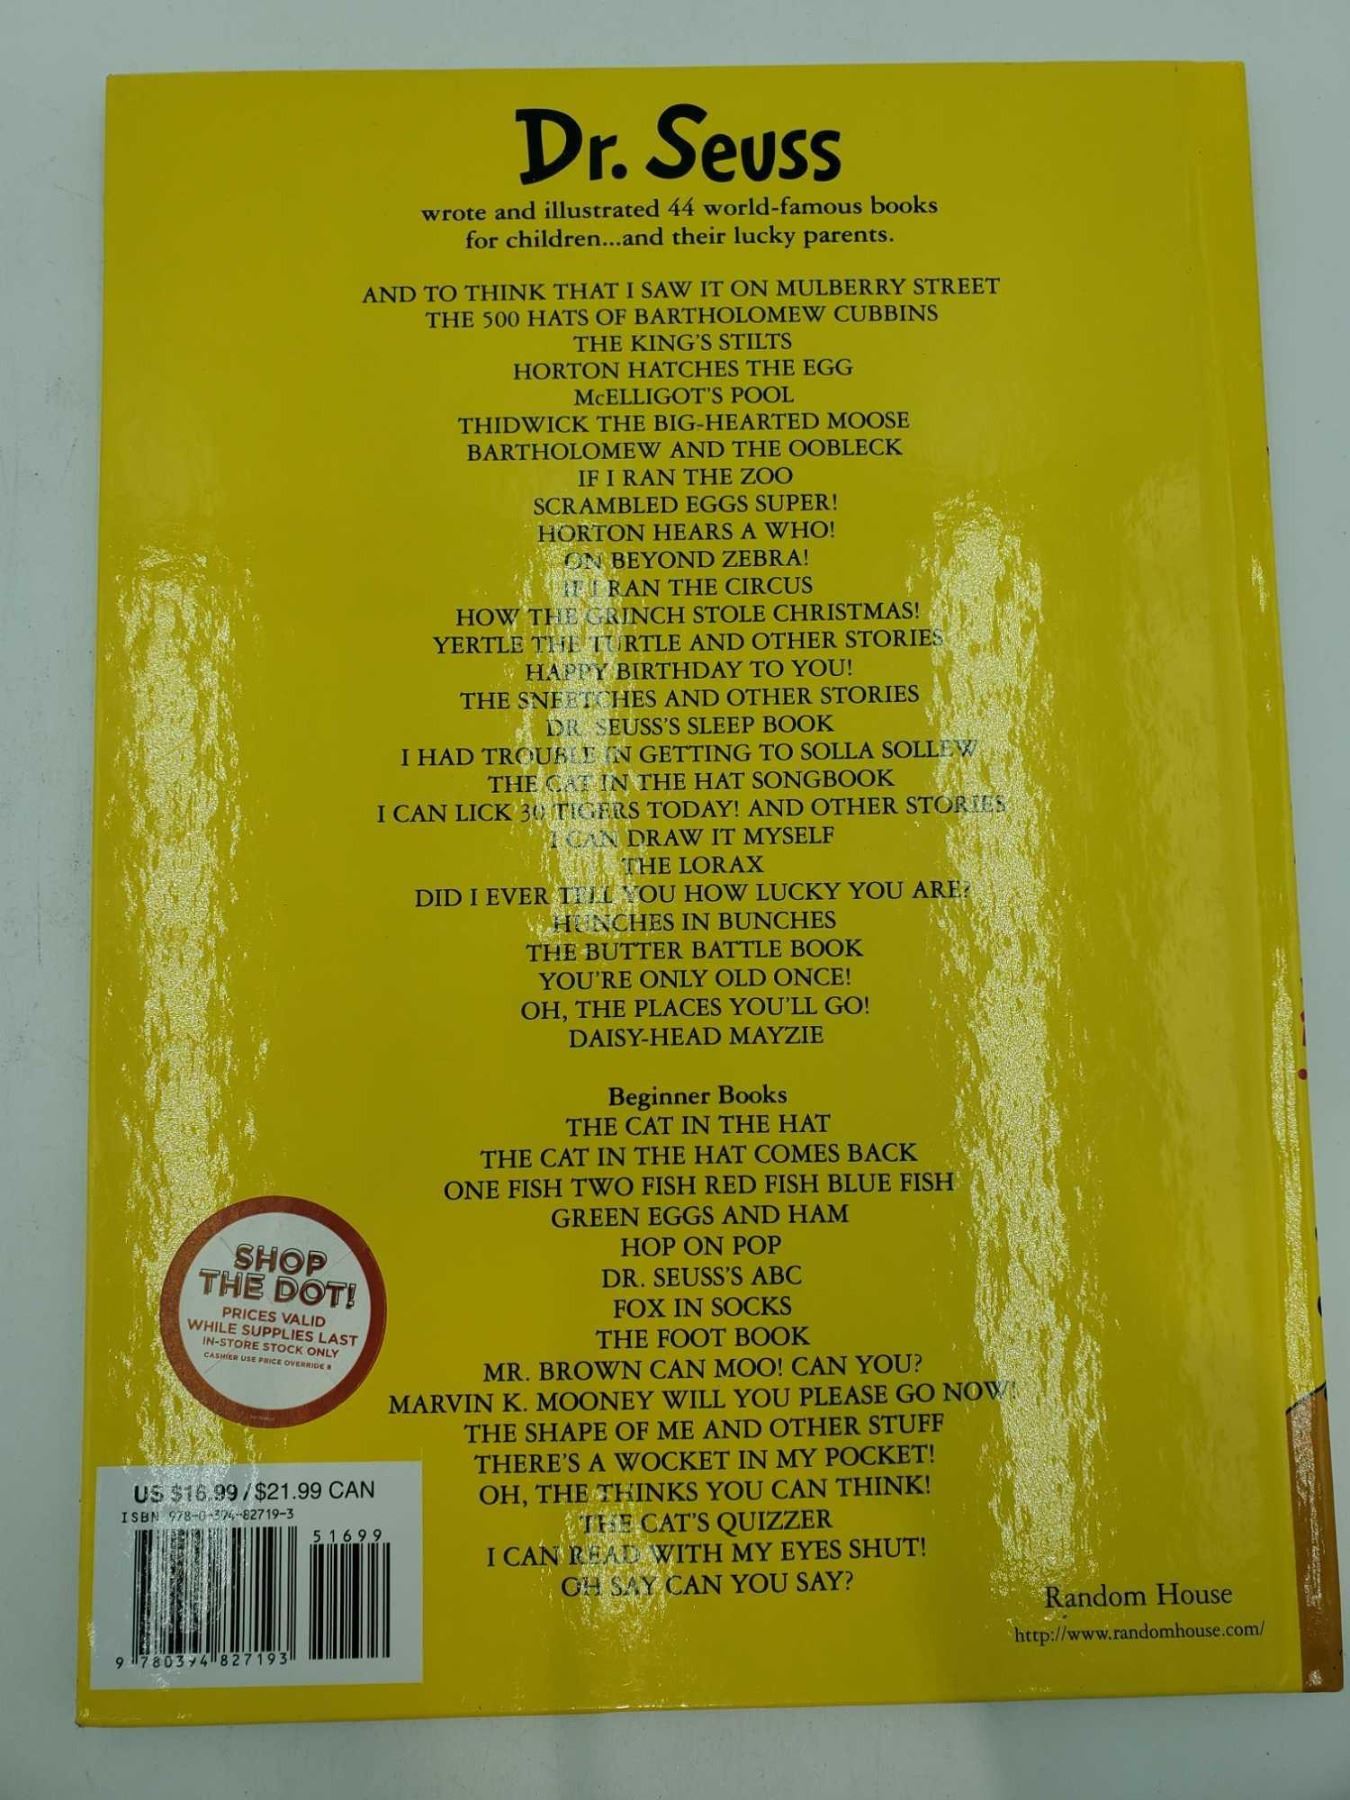 Dr. Seuss
wrote and illustrated 44 world-famous books
for children...and their lucky parents.
AND TO THINK THAT I SAW IT ON MULBERRY STREET
THE 500 HATS OF BARTHOLOMEW CUBBINS
THE KING'S STILTS
HORTON HATCHES THE EGG
McELLIGOT'S POOL
THIDWICK THE BIG-HEARTED MOOSE
BARTHOLOMEW AND THE OOBLECK
IF I RAN THE ZOO
SCRAMBLED EGGS SUPER!
HORTON HEARS A WHO!
ON BEYOND ZEBRA!
IF I RAN THE CIRCUS
HOW THE GRINCH STOLE CHRISTMAS!
YERTLE THE TURTLE AND OTHER STORIES
HAPPY BIRTHDAY TO YOU!
THE SNEETCHES AND OTHER STORIES
DR. SEUSS'S SLEEP BOOK
I HAD TROUBLE IN GETTING TO SOLLA SOLLEW
THE CAT IN THE HAT SONGBOOK
I CAN LICK 30 TIGERS TODAY! AND OTHER STORIES
I CAN DRAW IT MYSELF
THE LORAX
DID I EVER TELL YOU HOW LUCKY YOU ARE?
HUNCHES IN BUNCHES
THE BUTTER BATTLE BOOK
YOU'RE ONLY OLD ONCE!
OH, THE PLACES YOU'LL GO!
DAISY-HEAD MAYZIE
Beginner Books
THE CAT IN THE HAT
THE CAT IN THE HAT COMES BACK
ONE FISH TWO FISH RED FISH BLUE FISH
GREEN EGGS AND HAM
HOP ON POP
DR. SEUSS'S ABC
FOX IN SOCKS
THE FOOT BOOK
MR. BROWN CAN MOO! CAN YOU?
MARVIN K. MOONEY WILL YOU PLEASE GO NOW!
THE SHAPE OF ME AND OTHER STUFF
THERE'S A WOCKET IN MY POCKET!
OH, THE THINKS YOU CAN THINK!
THE CAT'S QUIZZER
I CAN READ WITH MY EYES SHUT!
OH SAY CAN YOU SAY?
SHOP
THE DOT!
PRICES VALID
WHILE SUPPLIES LAST
IN-STORE STOCK ONLY
CASHIER USE PRICE OVERRIDE 8
US $16.99/$21.99 CAN
ISBN 978-0-394-82719-3
51699
9 780394 827193
Random House
http://www.randomhouse.com/